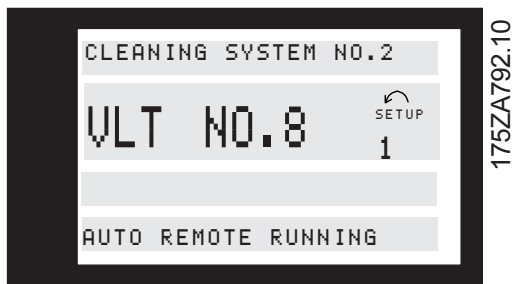 CLEANING SYSTEM NO.2
VLT NO.8
SETUP
1
AUTO REMOTE RUNNING
175ZA792.10